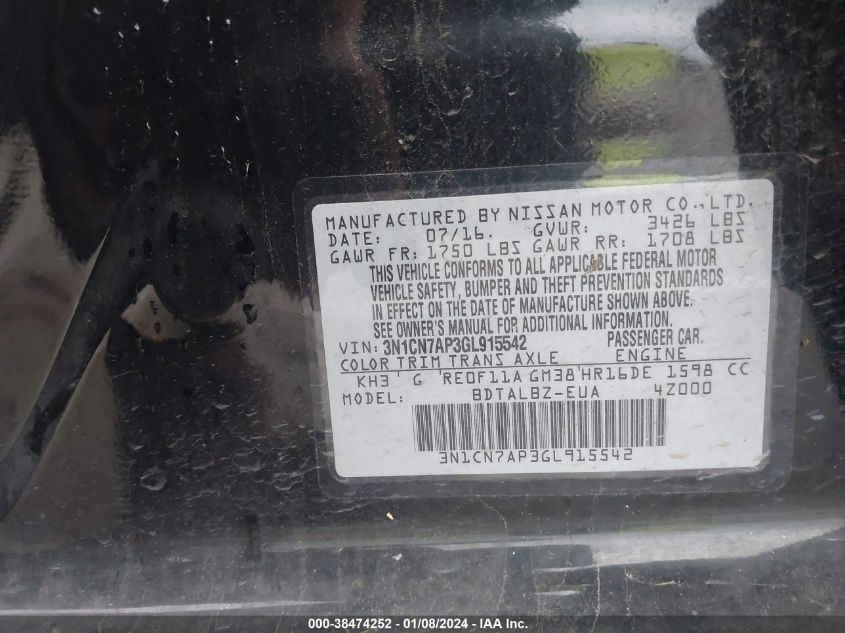 MANUFACTURED BY NISSAN MOTOR CO.,LTD.
DATE: 07/16. GVWR: 3426 LBS
GAWR FR: 1750 LBS GAWR RR: 1708 LBS
THIS VEHICLE CONFORMS TO ALL APPLICABLE FEDERAL MOTOR
VEHICLE SAFETY, BUMPER AND THEFT PREVENTION STANDARDS
IN EFFECT ON THE DATE OF MANUFACTURE SHOWN ABOVE.
SEE OWNER'S MANUAL FOR ADDITIONAL INFORMATION.
VIN: 3N1CN7AP3GL915542 PASSENGER CAR.
COLOR TRIM TRANS AXLE ENGINE
KH3 G RE0F11A GM38 HR16DE 1598 CC
MODEL: BDTALBZ-EUA 4Z000
3N1CN7AP3GL915542
000-38474252 - 01/08/2024 - IAA Inc.